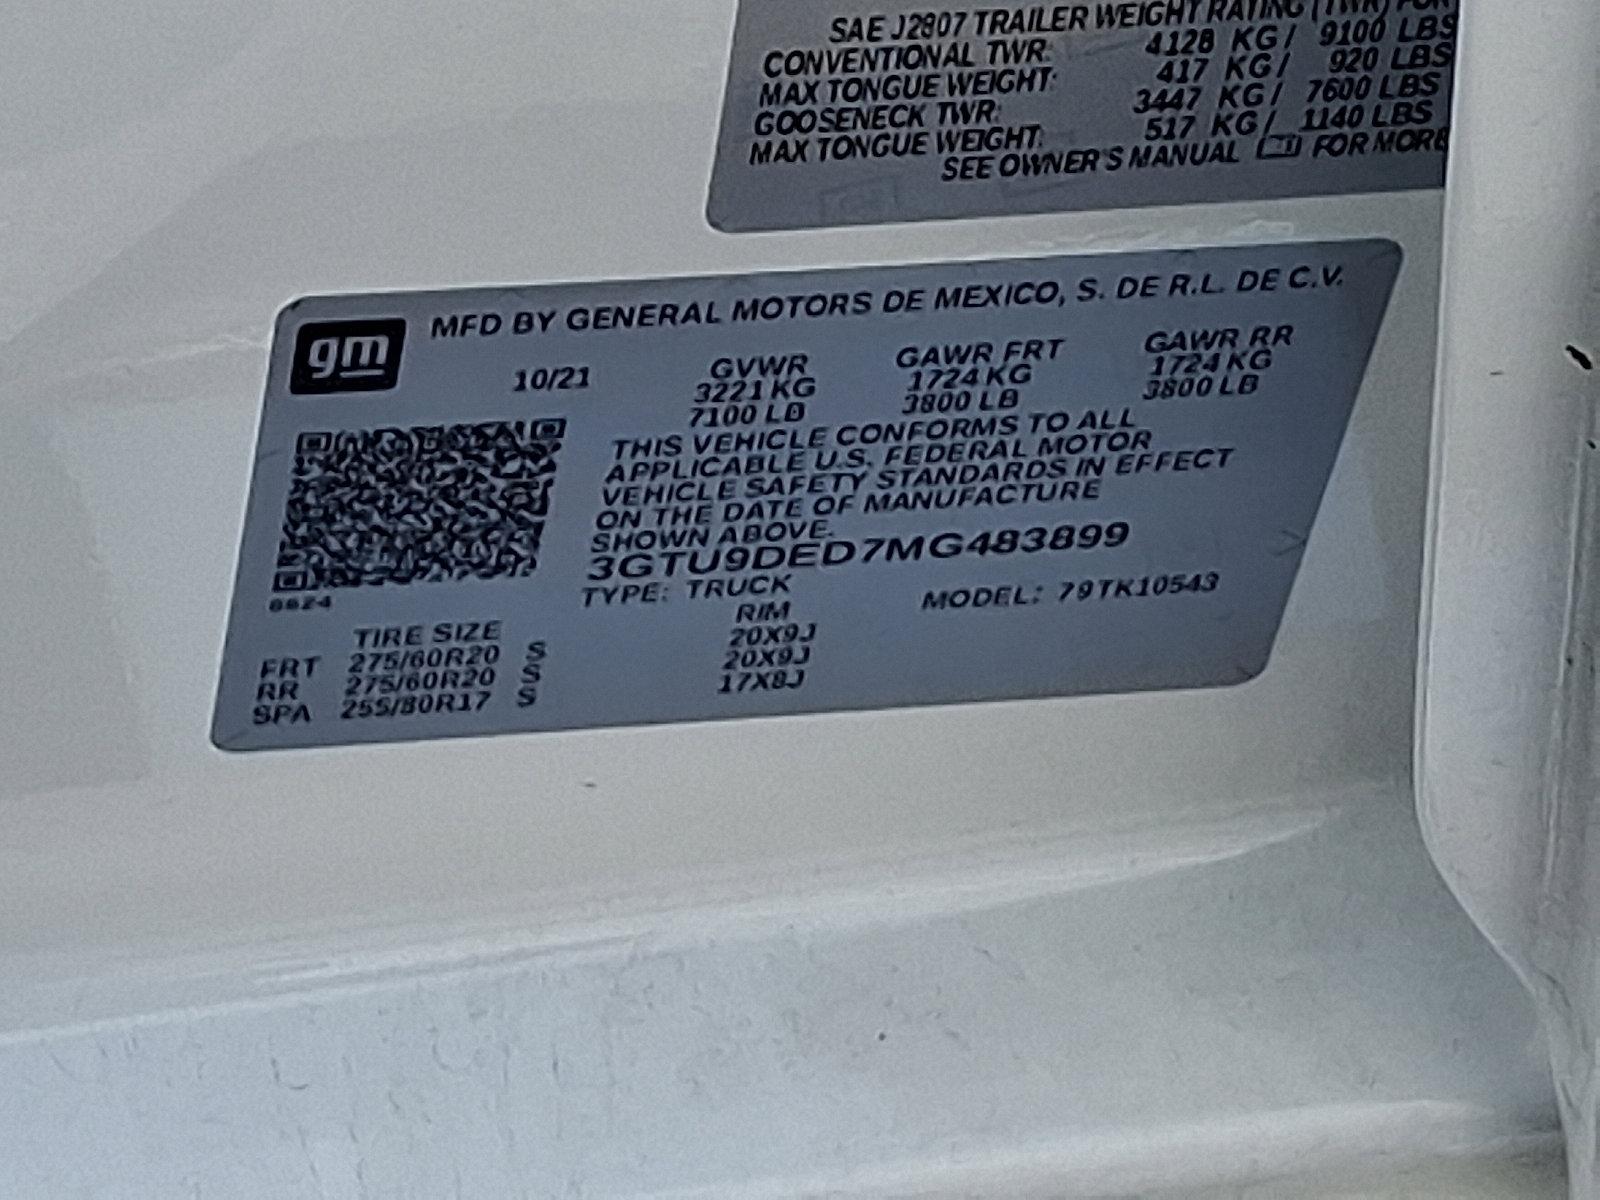 SAE J2807 TRAILER WEIGHT RATING (TWR) FOR
CONVENTIONAL TWR: 4128 KG / 9100 LBS
MAX TONGUE WEIGHT: 417 KG / 920 LBS
GOOSENECK TWR: 3447 KG / 7600 LBS
MAX TONGUE WEIGHT: 517 KG / 1140 LBS
SEE OWNER'S MANUAL FOR MORE
gm
MFD BY GENERAL MOTORS DE MEXICO, S. DE R.L. DE C.V.
10/21 GVWR GAWR FRT GAWR RR
3221 KG 1724 KG 1724 KG
7100 LB 3800 LB 3800 LB
THIS VEHICLE CONFORMS TO ALL
APPLICABLE U.S. FEDERAL MOTOR
VEHICLE SAFETY STANDARDS IN EFFECT
ON THE DATE OF MANUFACTURE
SHOWN ABOVE.
3GTU9DED7MG483899
TYPE: TRUCK MODEL: 79TK10543
6624
TIRE SIZE RIM
FRT 275/60R20 S 20X9J
RR 275/60R20 S 20X9J
SPA 255/80R17 S 17X8J